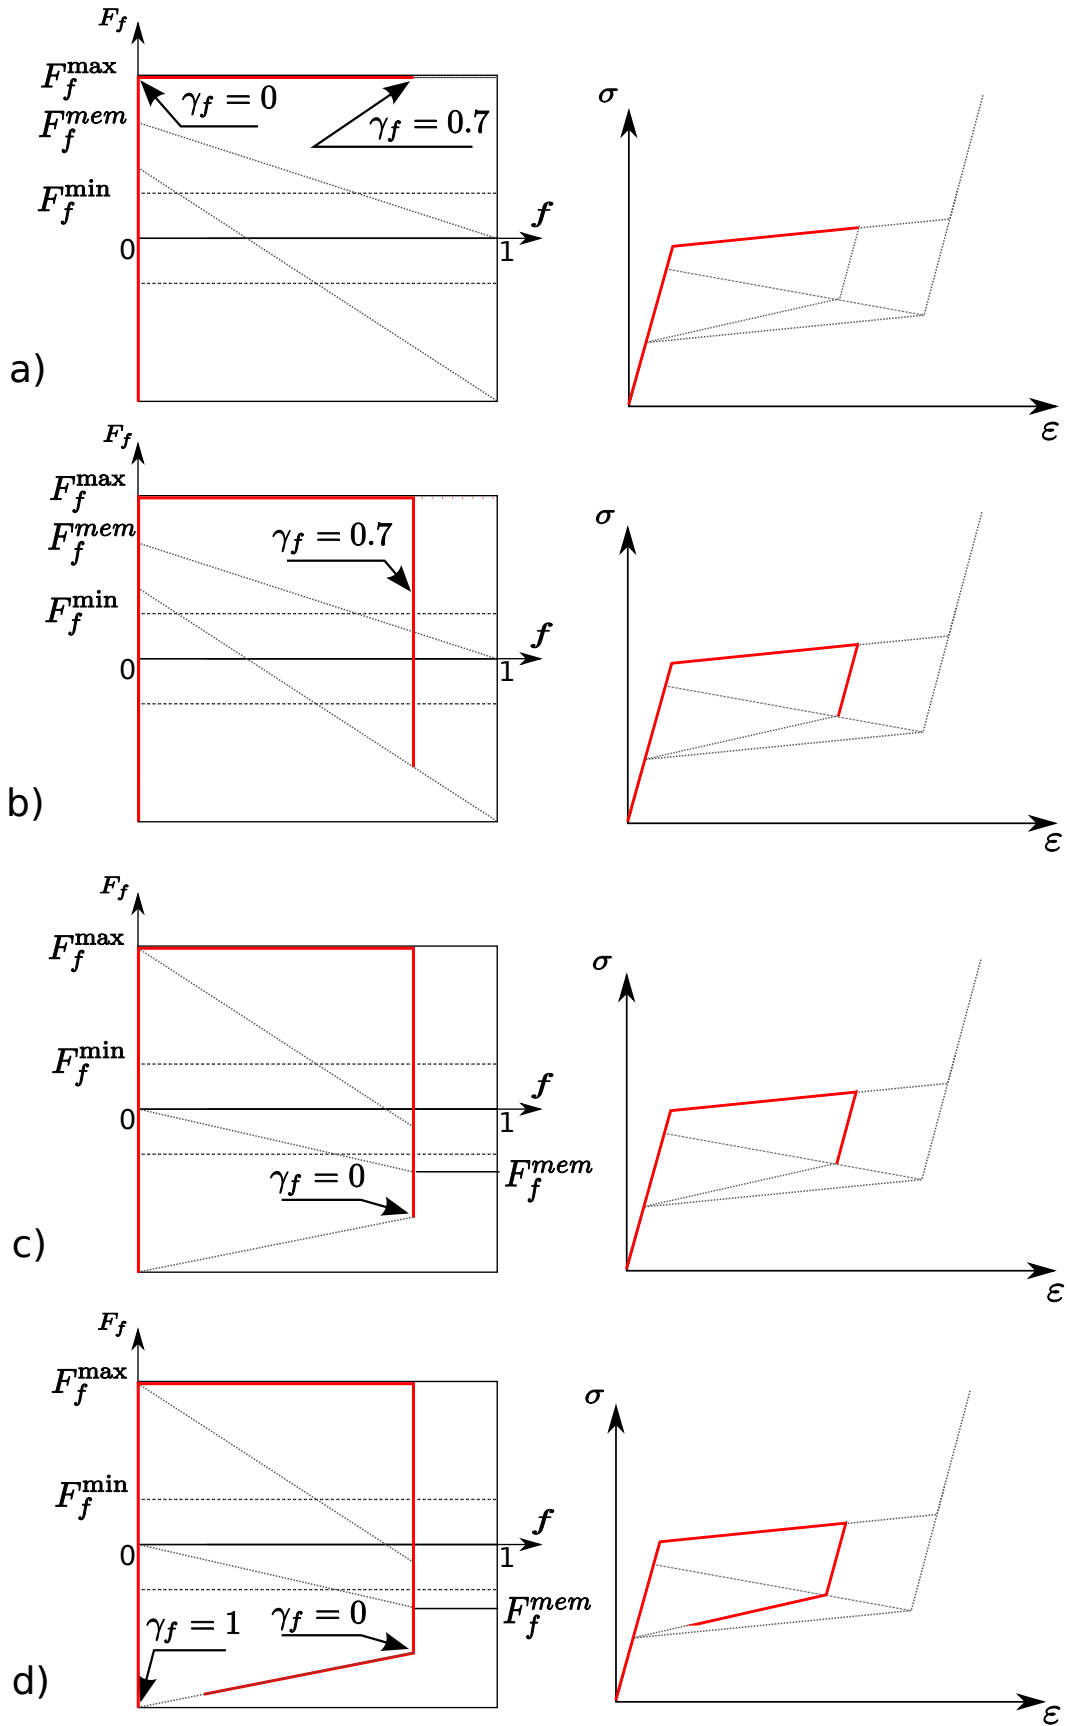 F_f
F_f^max
γ_f = 0
F_f^mem
γ_f = 0.7
F_f^min
f
0
1
σ
ε
a)
F_f
F_f^max
F_f^mem
γ_f = 0.7
F_f^min
f
0
1
σ
ε
b)
F_f
F_f^max
F_f^min
f
0
1
γ_f = 0
F_f^mem
σ
ε
c)
F_f
F_f^max
F_f^min
f
0
1
γ_f = 1
γ_f = 0
F_f^mem
σ
ε
d)